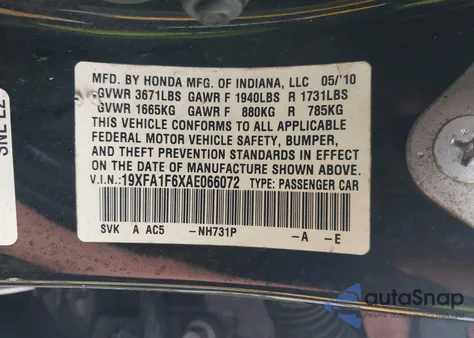 MFD. BY HONDA MFG. OF INDIANA, LLC 05/'10
GVWR 3671LBS GAWR F 1940LBS R 1731LBS
GVWR 1665KG GAWR F 880KG R 785KG
THIS VEHICLE CONFORMS TO ALL APPLICABLE
FEDERAL MOTOR VEHICLE SAFETY, BUMPER,
AND THEFT PREVENTION STANDARDS IN EFFECT
ON THE DATE OF MANUFACTURE SHOWN ABOVE.
V.I.N.:19XFA1F6XAE066072 TYPE: PASSENGER CAR
SVK A AC5 -NH731P -A -E
autoSnap